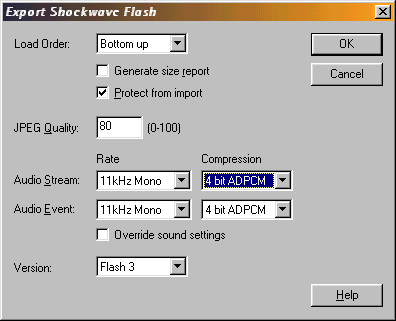 Export Shockwave Flash
Load Order: Bottom up OK
Generate size report Cancel
Protect from import
JPEG Quality: 80 (0-100)
Rate Compression
Audio Stream: 11kHz Mono 4 bit ADPCM
Audio Event: 11kHz Mono 4 bit ADPCM
Override sound settings
Version: Flash 3
Help